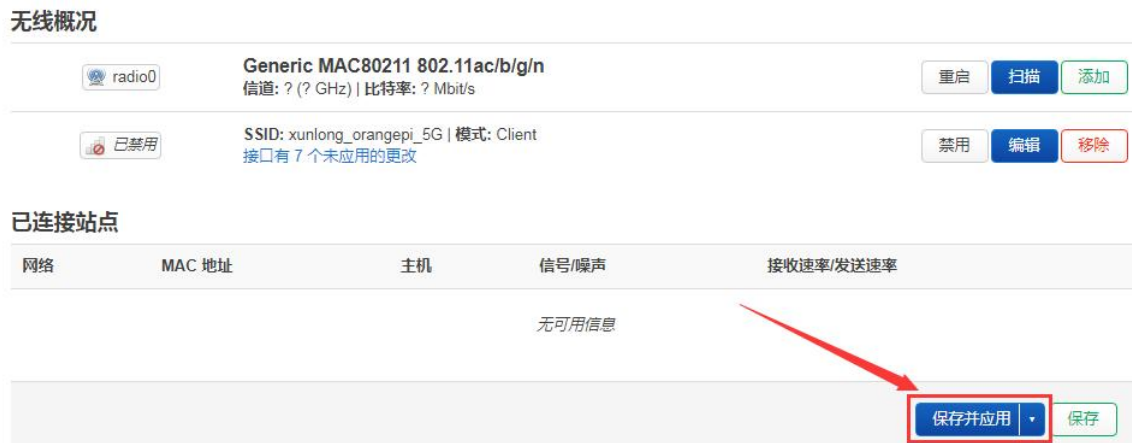 无线概况
radio0
Generic MAC80211 802.11ac/b/g/n
信道: ? (? GHz) | 比特率: ? Mbit/s
重启 扫描 添加
已禁用
SSID: xunlong_orangepi_5G | 模式: Client
接口有 7 个未应用的更改
禁用 编辑 移除
已连接站点
网络 MAC 地址 主机 信号/噪声 接收速率/发送速率
无可用信息
保存并应用 保存